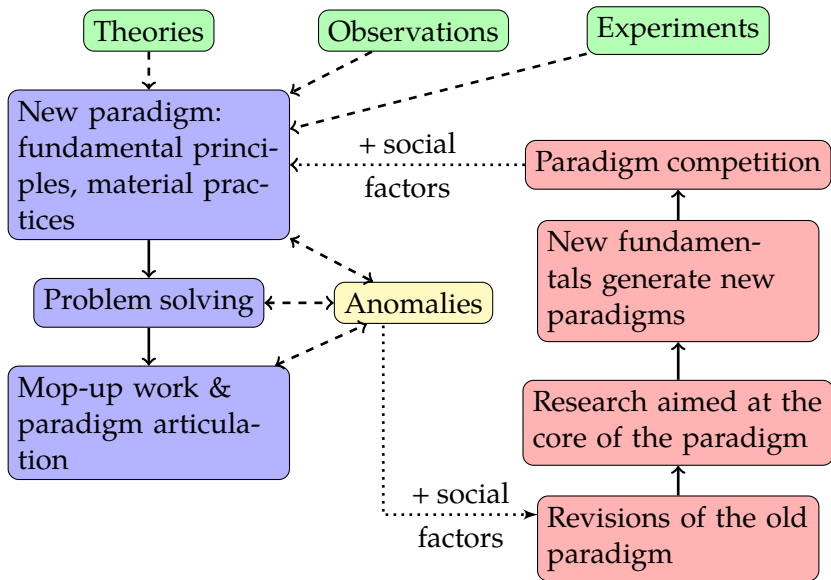 Theories
Observations
Experiments
New paradigm:
fundamental princi-
ples, material prac-
tices
+ social
factors
Paradigm competition
New fundamen-
tals generate new
paradigms
Problem solving
Anomalies
Mop-up work &
paradigm articula-
tion
Research aimed at the
core of the paradigm
+ social
factors
Revisions of the old
paradigm